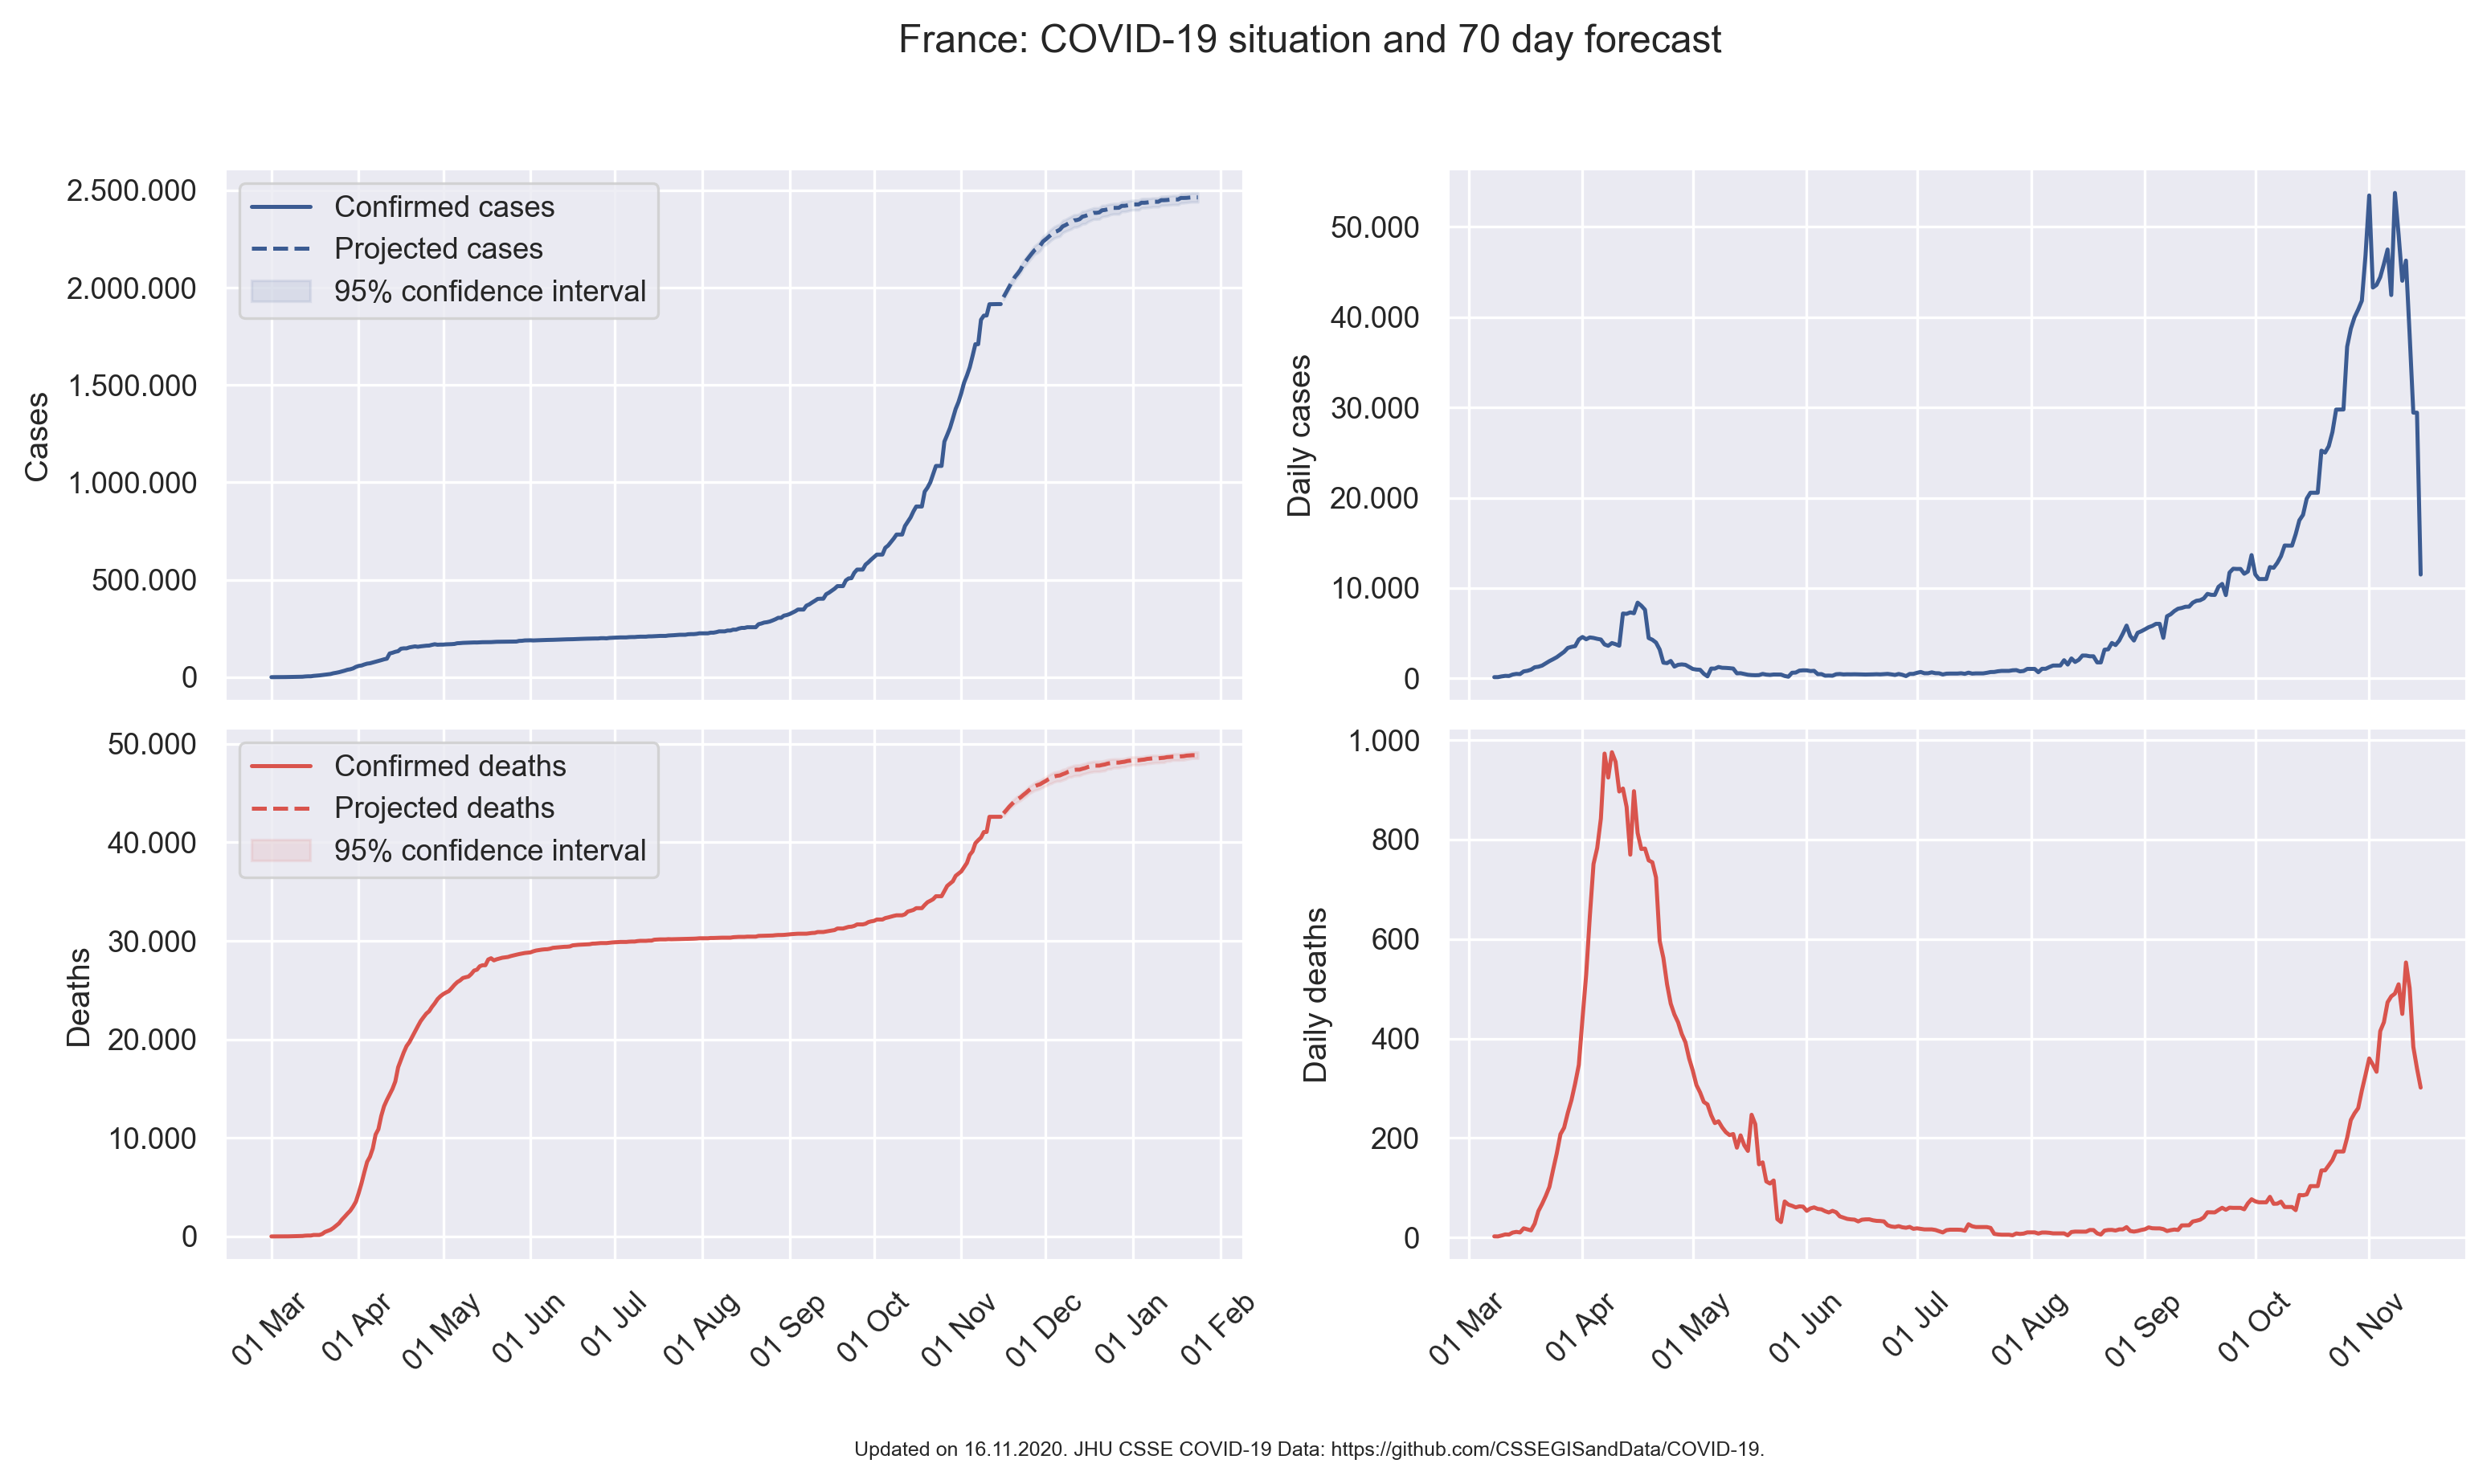 France: COVID-19 situation and 70 day forecast
2.500.000
2.000.000
1.500.000
1.000.000
500.000
0
Cases
Confirmed cases
Projected cases
95% confidence interval
50.000
40.000
30.000
20.000
10.000
0
Daily cases
50.000
40.000
30.000
20.000
10.000
0
Deaths
Confirmed deaths
Projected deaths
95% confidence interval
01 Mar
01 Apr
01 May
01 Jun
01 Jul
01 Aug
01 Sep
01 Oct
01 Nov
01 Dec
01 Jan
01 Feb
1.000
800
600
400
200
0
Daily deaths
01 Mar
01 Apr
01 May
01 Jun
01 Jul
01 Aug
01 Sep
01 Oct
01 Nov
Updated on 16.11.2020. JHU CSSE COVID-19 Data: https://github.com/CSSEGISandData/COVID-19.